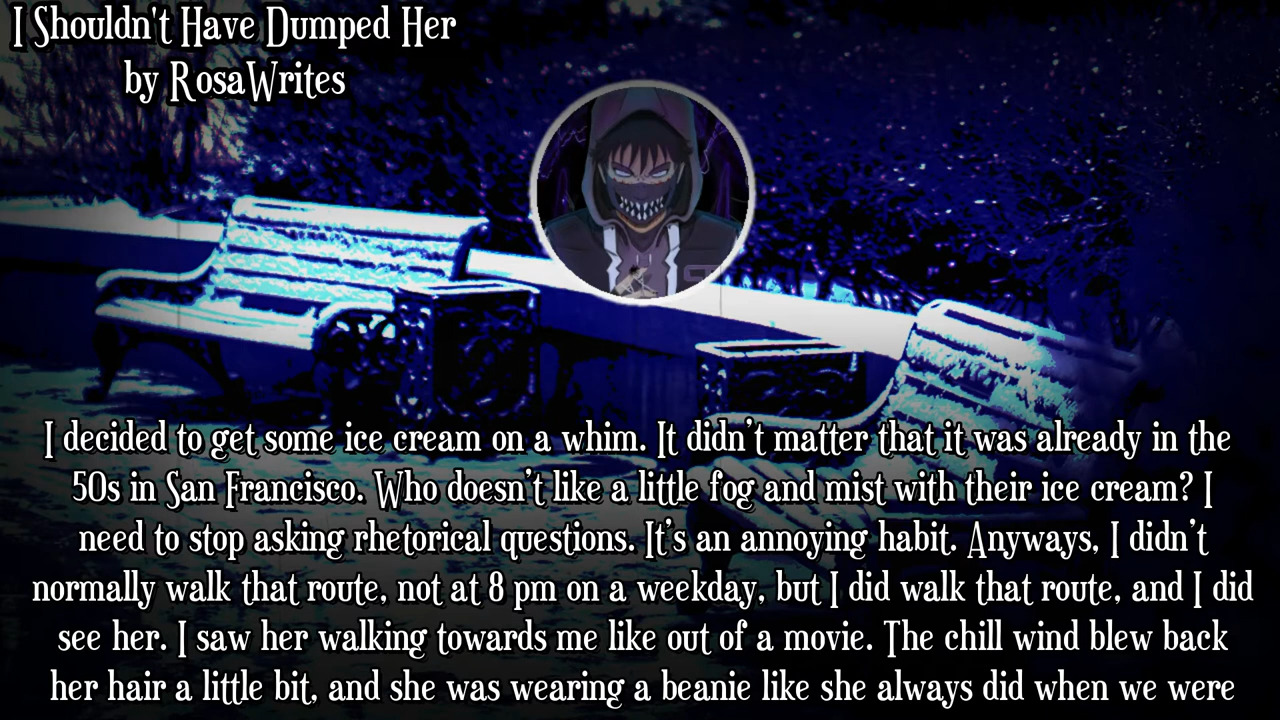 I Shouldn't Have Dumped Her
by RosaWrites
I decided to get some ice cream on a whim. It didn’t matter that it was already in the
50s in San Francisco. Who doesn’t like a little fog and mist with their ice cream? I
need to stop asking rhetorical questions. It’s an annoying habit. Anyways, I didn’t
normally walk that route, not at 8 pm on a weekday, but I did walk that route, and I did
see her. I saw her walking towards me like out of a movie. The chill wind blew back
her hair a little bit, and she was wearing a beanie like she always did when we were